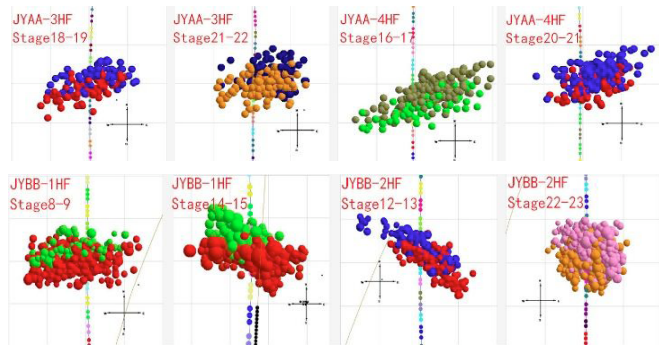 JYAA-3HF
Stage18-19
JYAA-3HF
Stage21-22
JYAA-4HF
Stage16-17
JYAA-4HF
Stage20-21
JYBB-1HF
Stage8-9
JYBB-1HF
Stage14-15
JYBB-2HF
Stage12-13
JYBB-2HF
Stage22-23